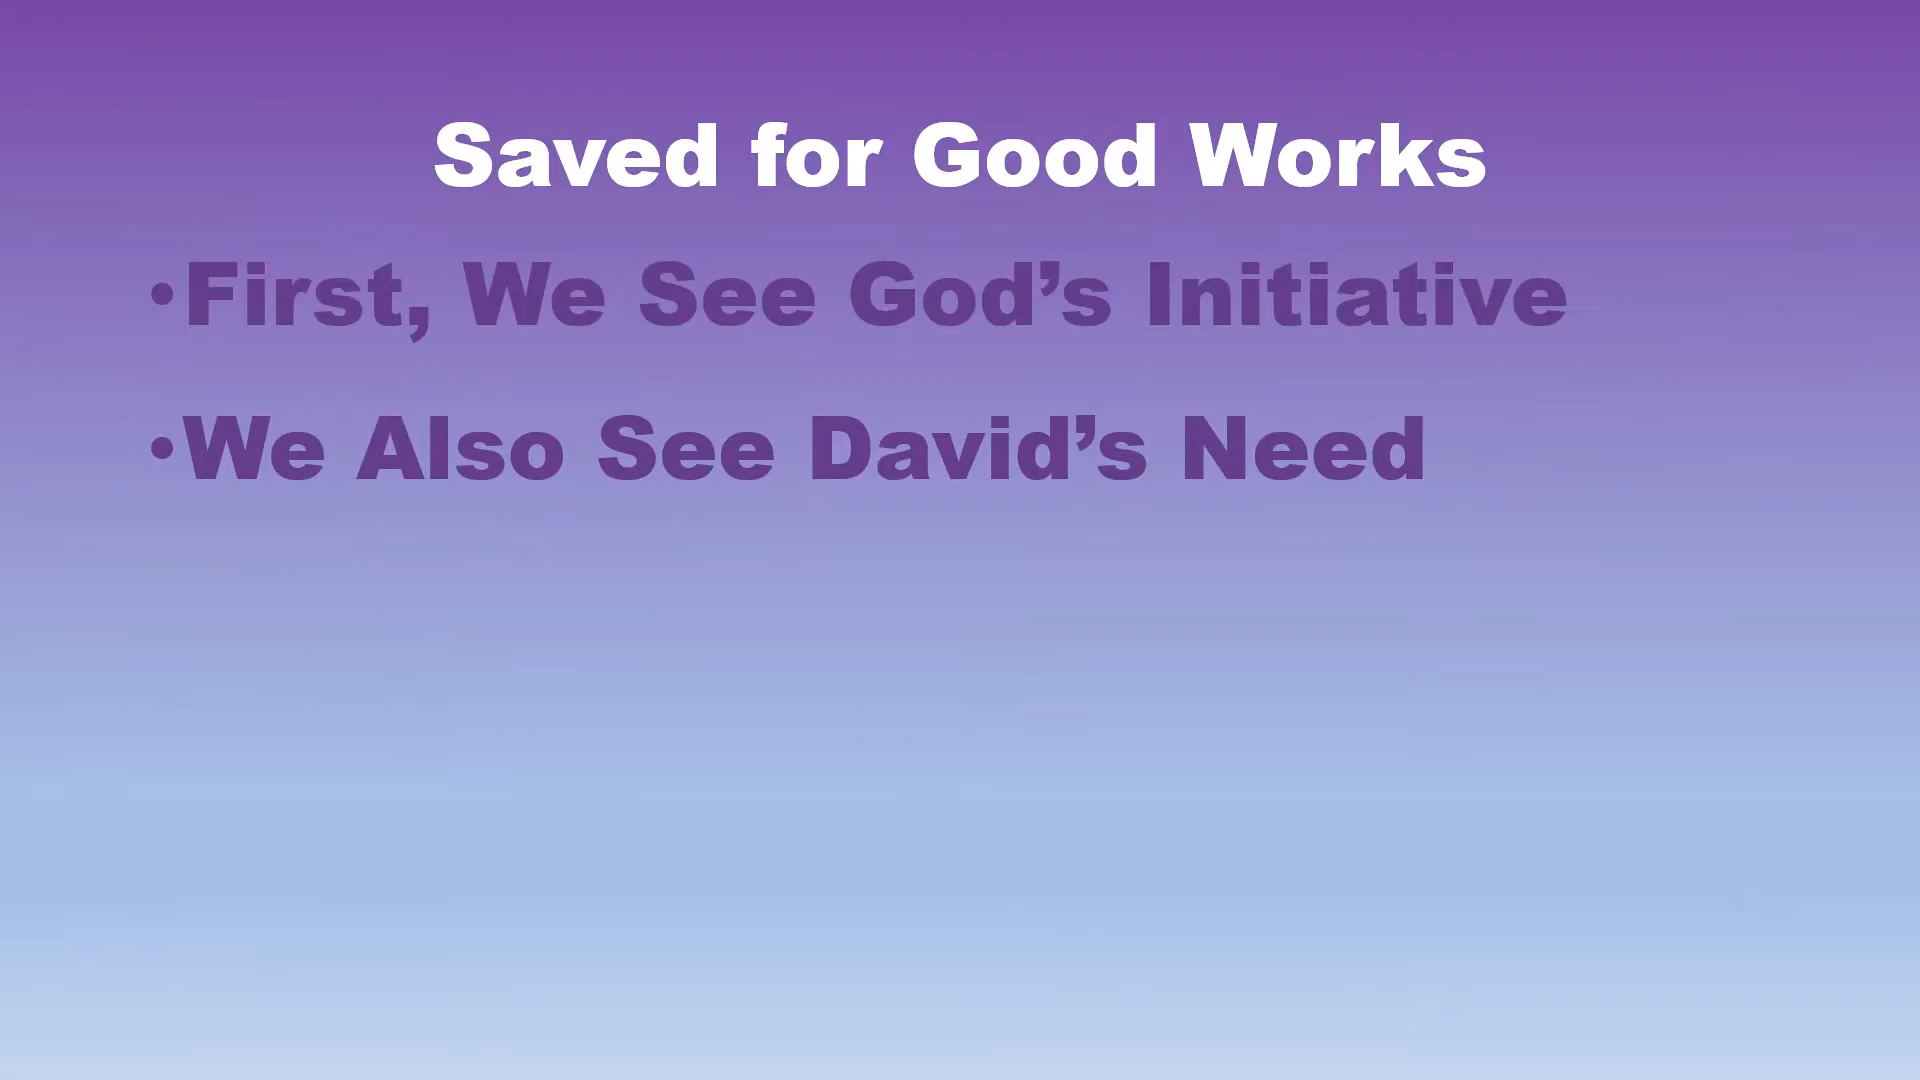 Saved for Good Works
•First, We See God’s Initiative
•We Also See David’s Need